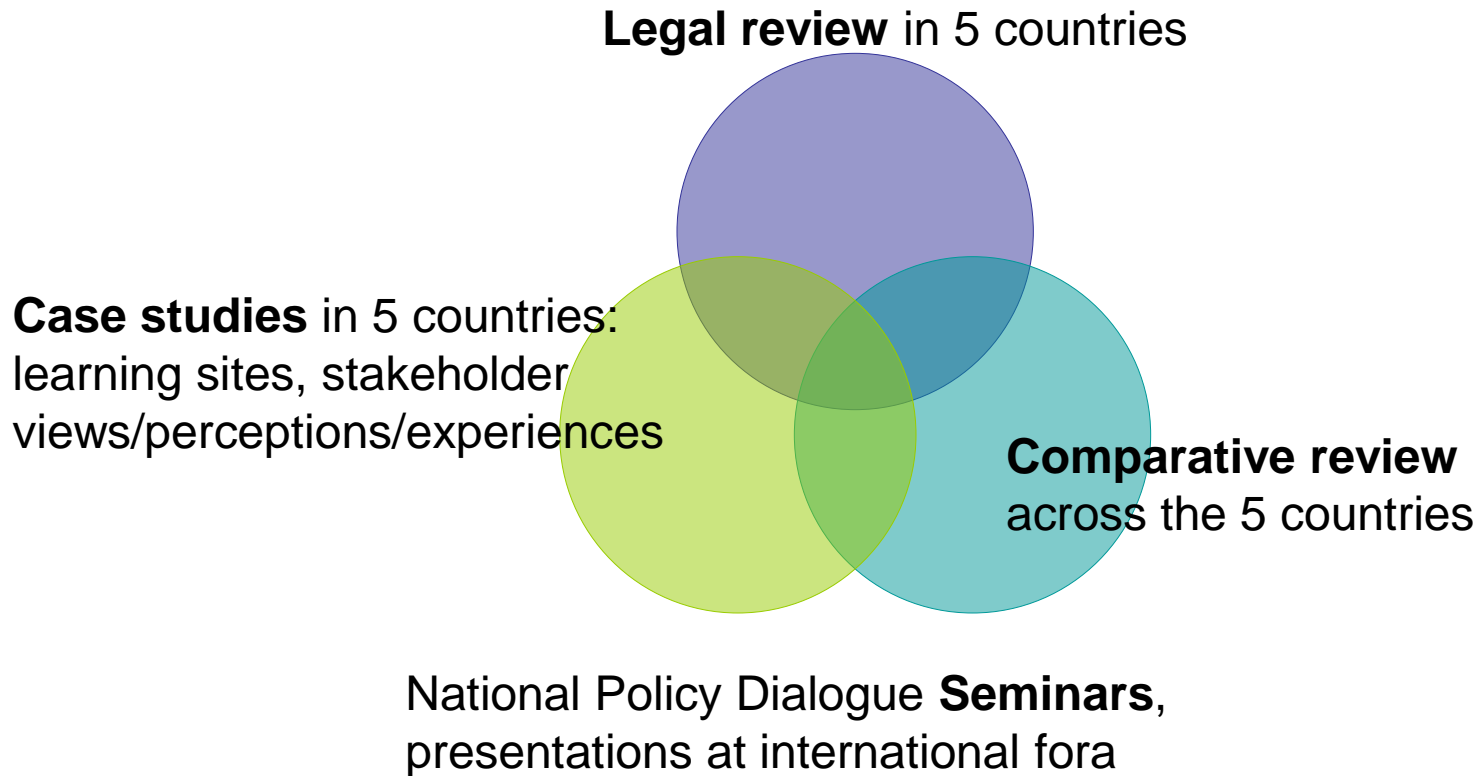 Legal review in 5 countries
Case studies in 5 countries:
learning sites, stakeholder
views/perceptions/experiences
Comparative review
across the 5 countries
National Policy Dialogue Seminars,
presentations at international fora